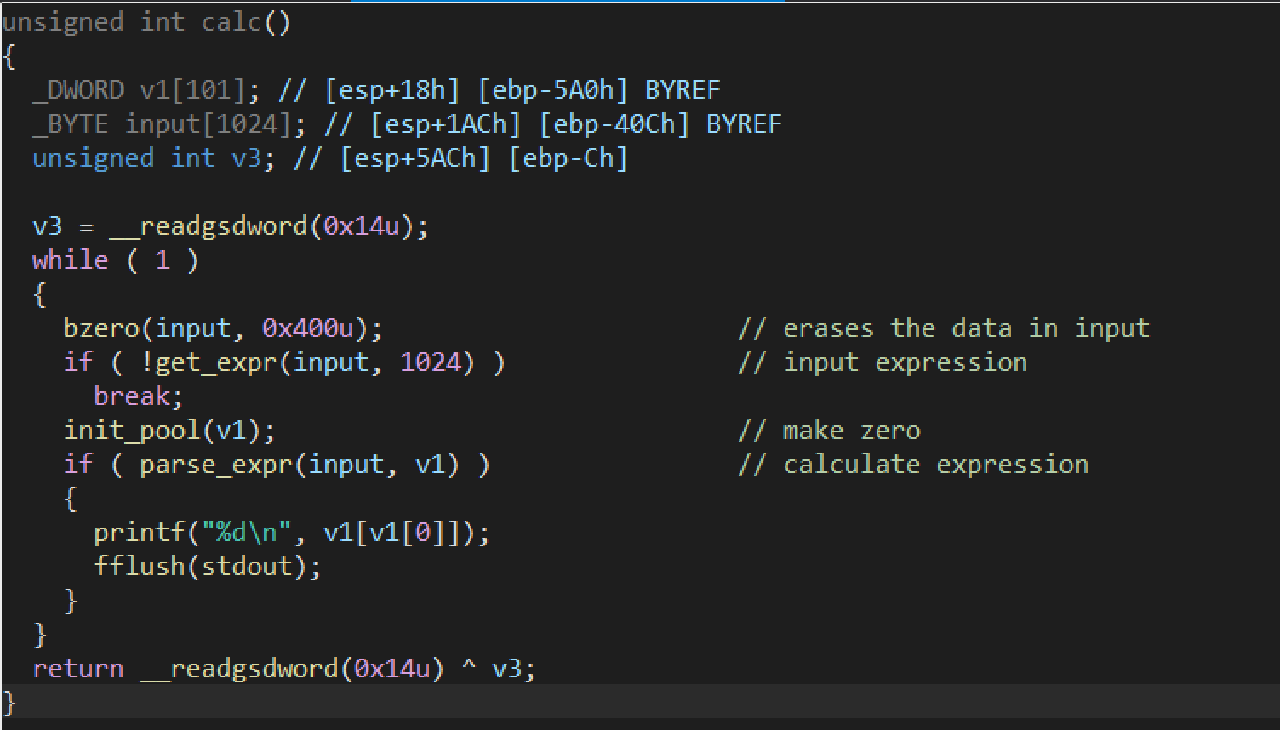 unsigned int calc()
{
  _DWORD v1[101]; // [esp+18h] [ebp-5A0h] BYREF
  _BYTE input[1024]; // [esp+1ACh] [ebp-40Ch] BYREF
  unsigned int v3; // [esp+5ACh] [ebp-Ch]

  v3 = __readgsdword(0x14u);
  while ( 1 )
  {
    bzero(input, 0x400u);                       // erases the data in input
    if ( !get_expr(input, 1024) )               // input expression
      break;
    init_pool(v1);                              // make zero
    if ( parse_expr(input, v1) )                // calculate expression
    {
      printf("%d\n", v1[v1[0]]);
      fflush(stdout);
    }
  }
  return __readgsdword(0x14u) ^ v3;
}